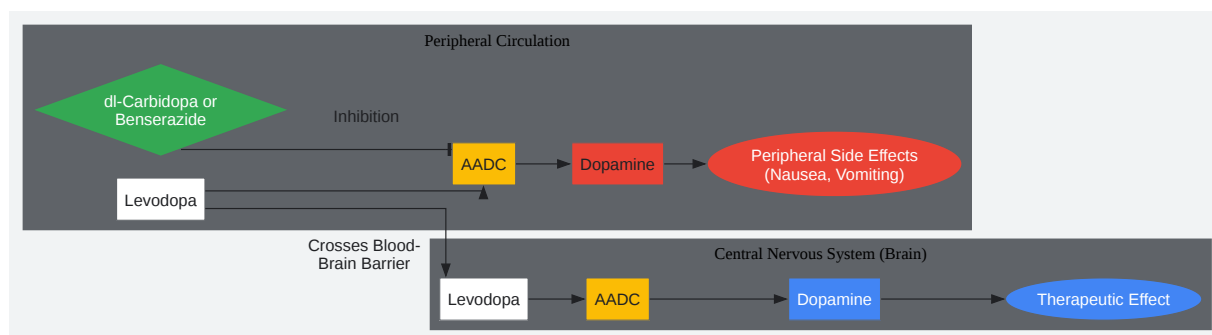 Peripheral Circulation
dl-Carbidopa or
Benserazide
Inhibition
AADC
Dopamine
Peripheral Side Effects
(Nausea, Vomiting)
Levodopa
Crosses Blood-
Brain Barrier
Central Nervous System (Brain)
Levodopa
AADC
Dopamine
Therapeutic Effect